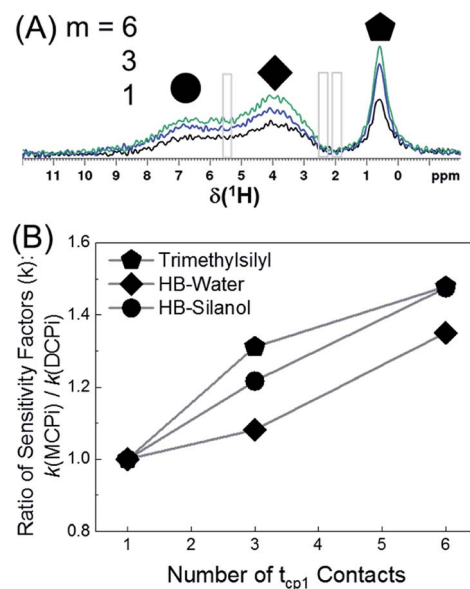 (A) m = 6
3
1
11 10 9 8 7 6 5 4 3 2 1 0 ppm
δ(¹H)
(B)
Trimethylsilyl
HB-Water
HB-Silanol
Ratio of Sensitivity Factors (k):
k(MCPi) / k(DCPi)
1.6
1.4
1.2
1.0
0.8
1 2 3 4 5 6
Number of t_cp1 Contacts